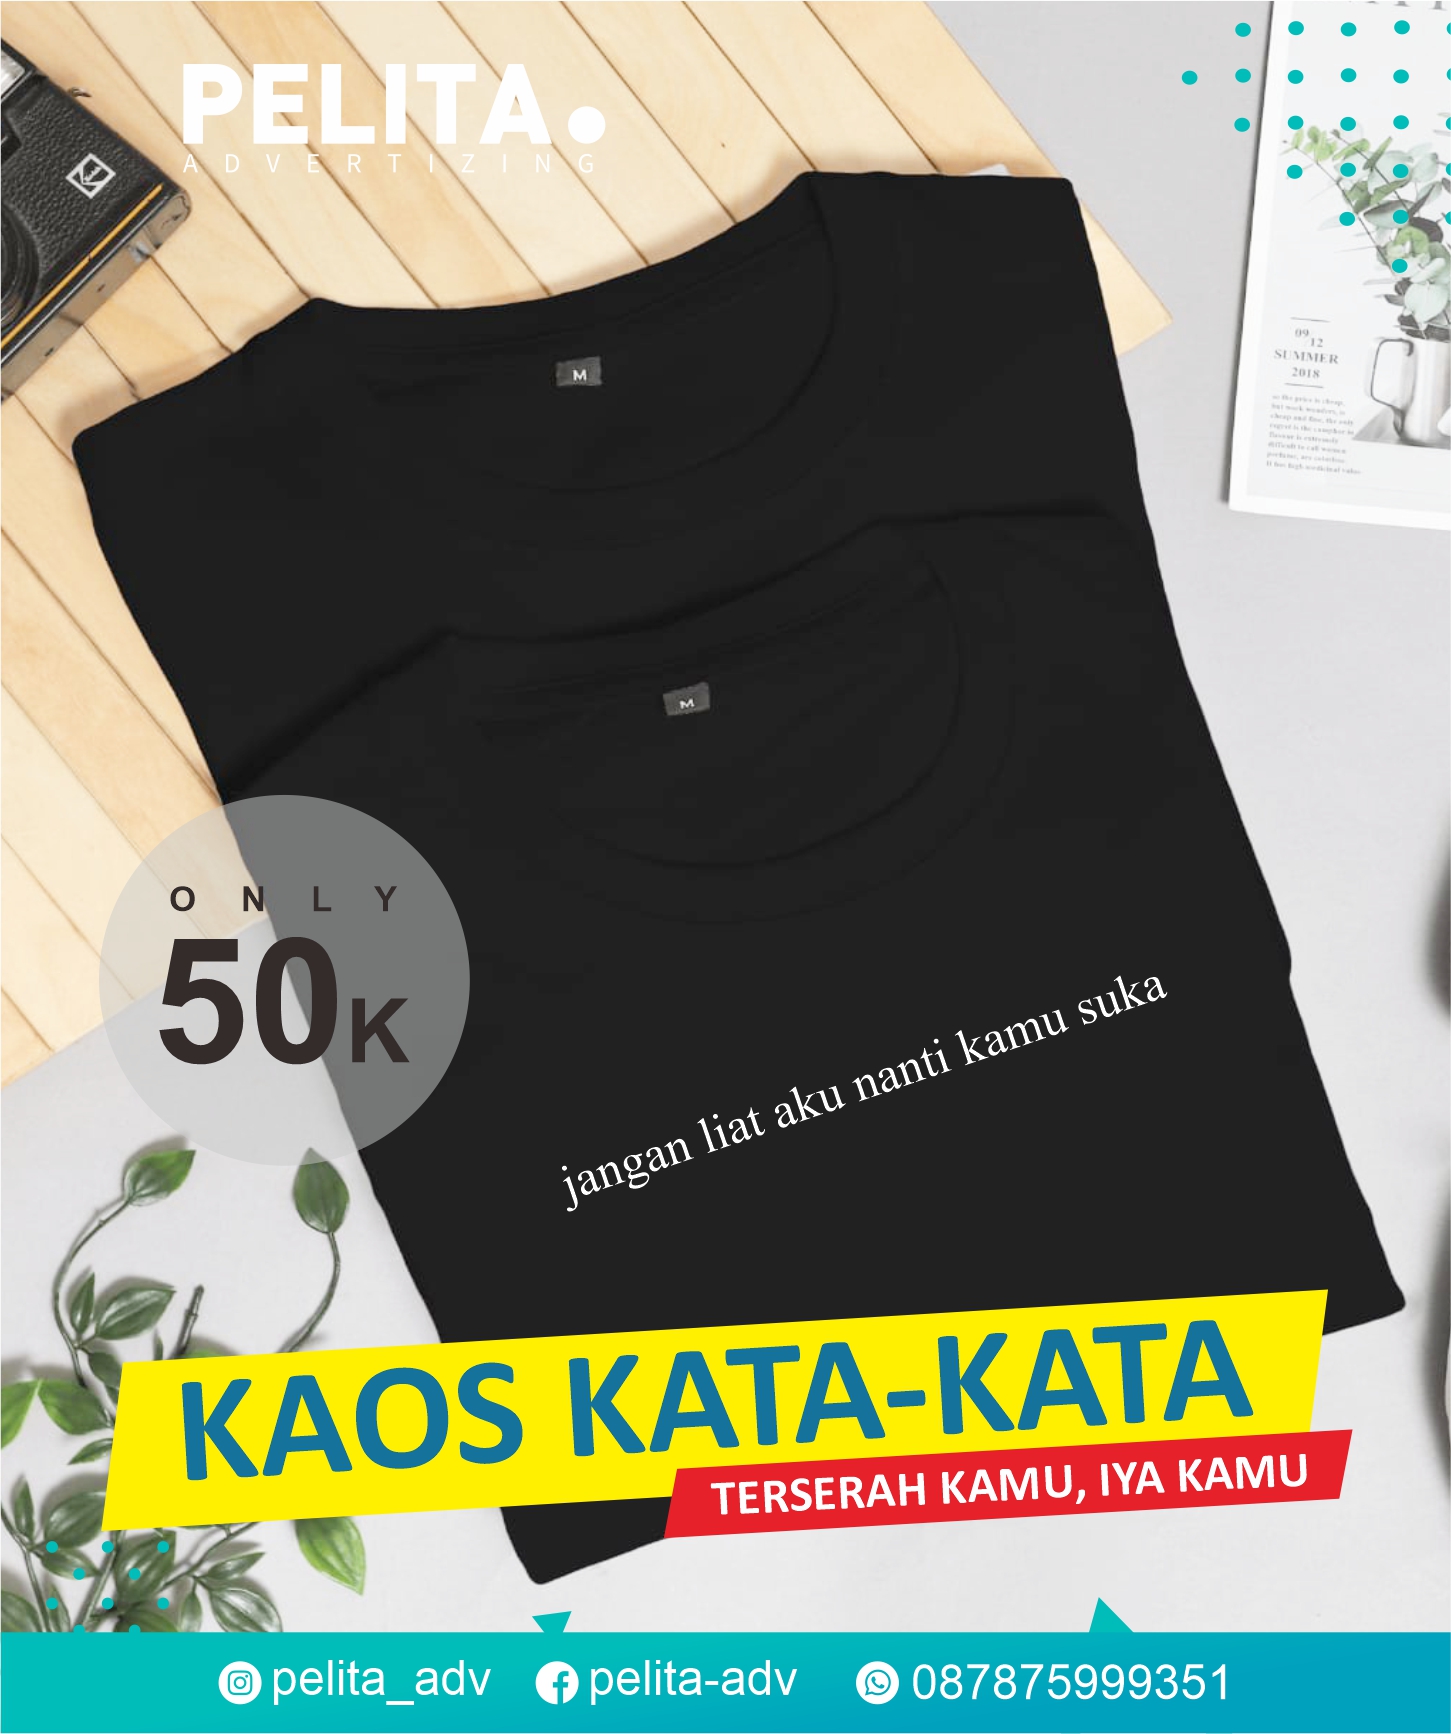 PELITA.
ADVERTIZING
09
12
SUMMER
2018
M
M
ONLY
50K
jangan liat aku nanti kamu suka
KAOS KATA-KATA
TERSERAH KAMU, IYA KAMU
pelita_adv
pelita-adv
087875999351